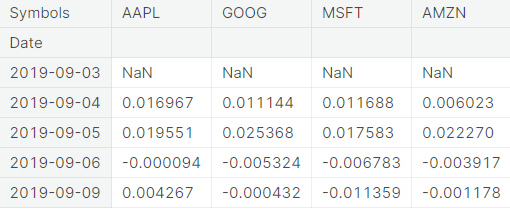 Symbols AAPL GOOG MSFT AMZN
Date
2019-09-03 NaN NaN NaN NaN
2019-09-04 0.016967 0.011144 0.011688 0.006023
2019-09-05 0.019551 0.025368 0.017583 0.022270
2019-09-06 -0.000094 -0.005324 -0.006783 -0.003917
2019-09-09 0.004267 -0.000432 -0.011359 -0.001178